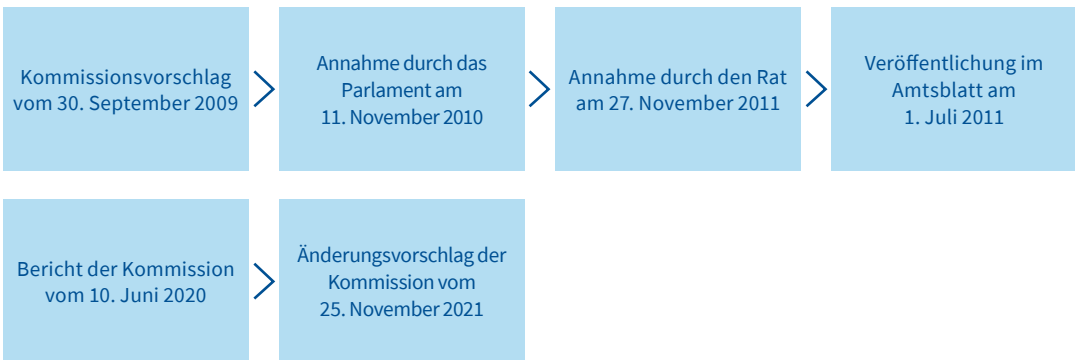 Kommissionsvorschlag
vom 30. September 2009
Annahme durch das
Parlament am
11. November 2010
Annahme durch den Rat
am 27. November 2011
Veröffentlichung im
Amtsblatt am
1. Juli 2011
Bericht der Kommission
vom 10. Juni 2020
Änderungsvorschlag der
Kommission vom
25. November 2021